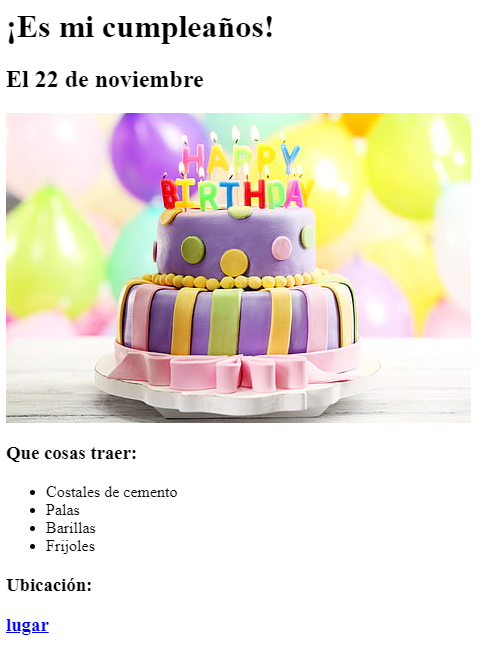 ¡Es mi cumpleaños!
El 22 de noviembre
HAPPY
BIRTHDAY
Que cosas traer:
Costales de cemento
Palas
Barillas
Frijoles
Ubicación:
lugar